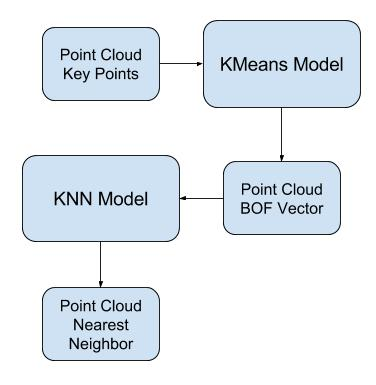 Point Cloud
Key Points
KMeans Model
Point Cloud
BOF Vector
KNN Model
Point Cloud
Nearest
Neighbor